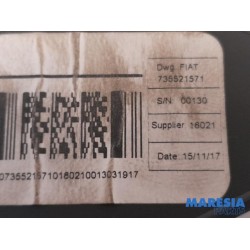 Dwg. FIAT
735521571
S/N: 00130
Supplier: 16021
Date: 15/11/17
07355215710160210013031917
MARESIA